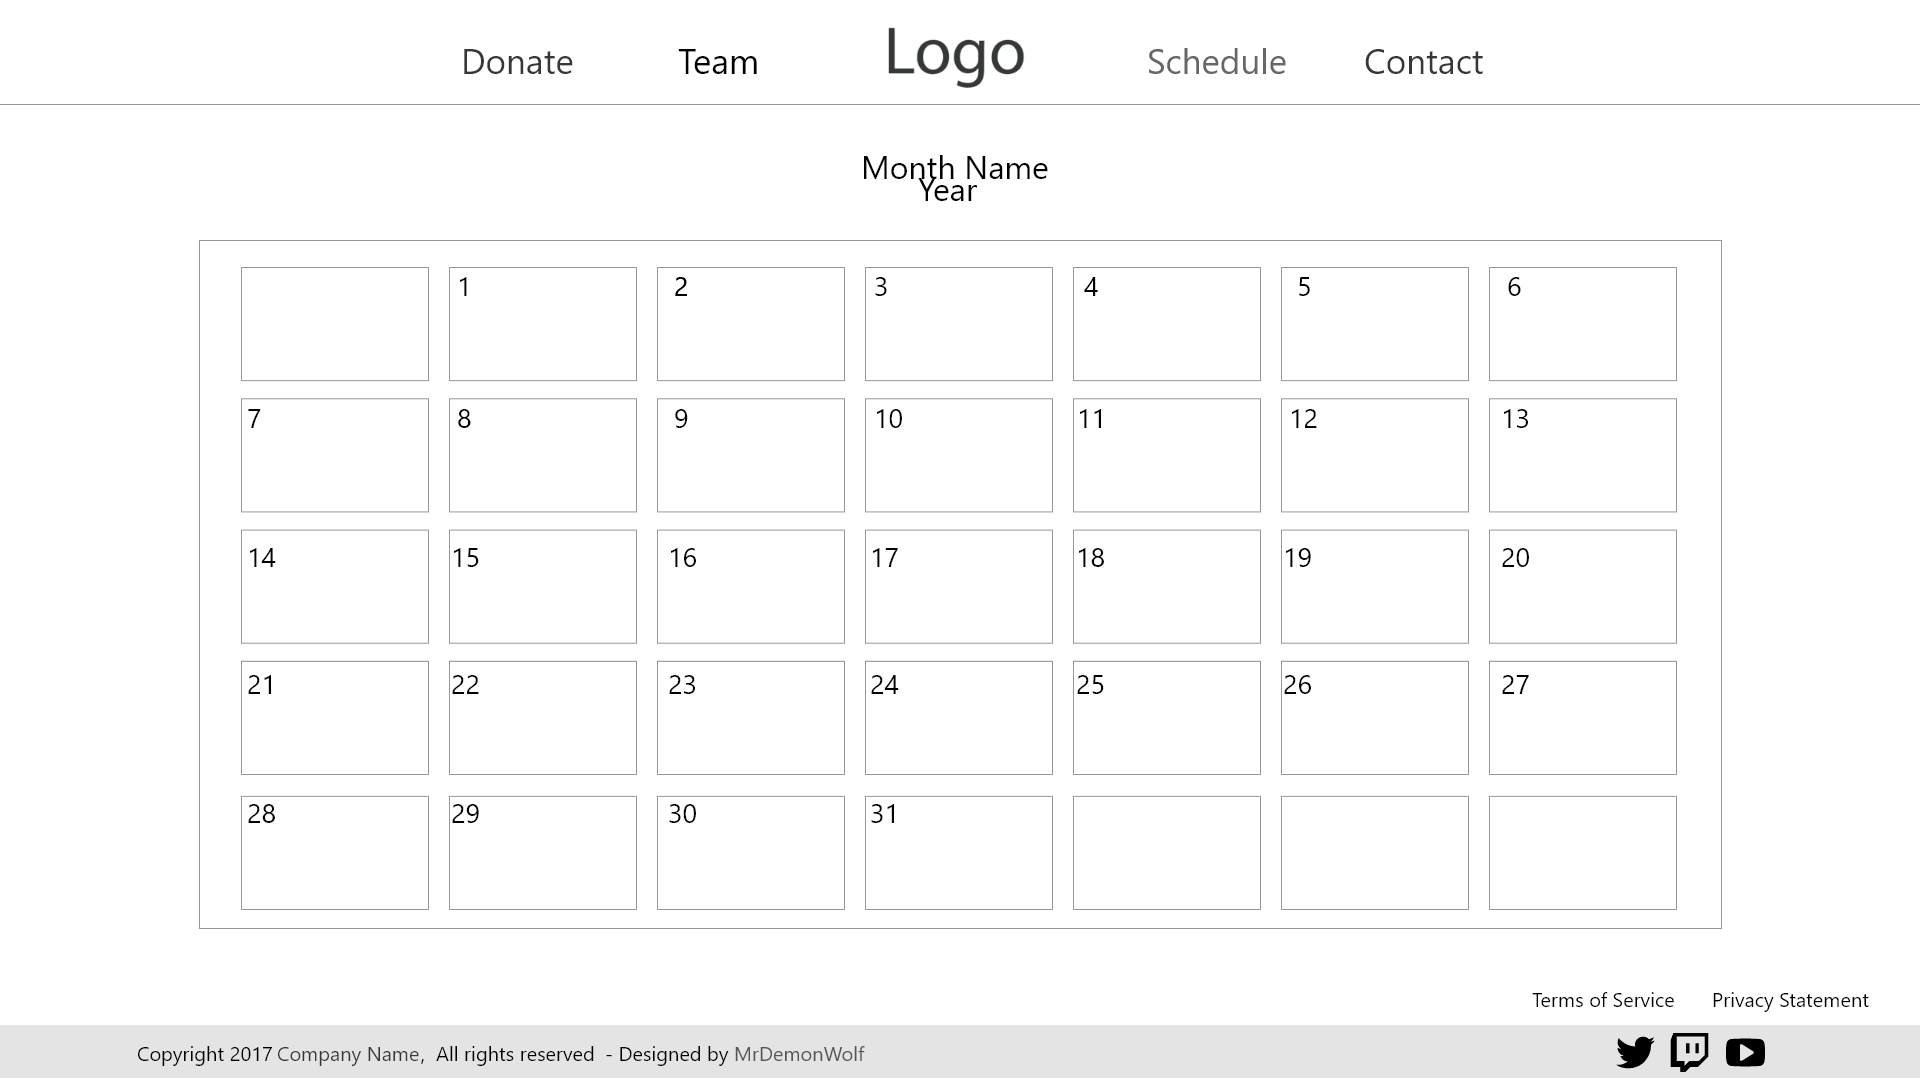 Donate Team Logo Schedule Contact
Month Name
Year
1 2 3 4 5 6
7 8 9 10 11 12 13
14 15 16 17 18 19 20
21 22 23 24 25 26 27
28 29 30 31
Terms of Service Privacy Statement
Copyright 2017 Company Name, All rights reserved - Designed by MrDemonWolf